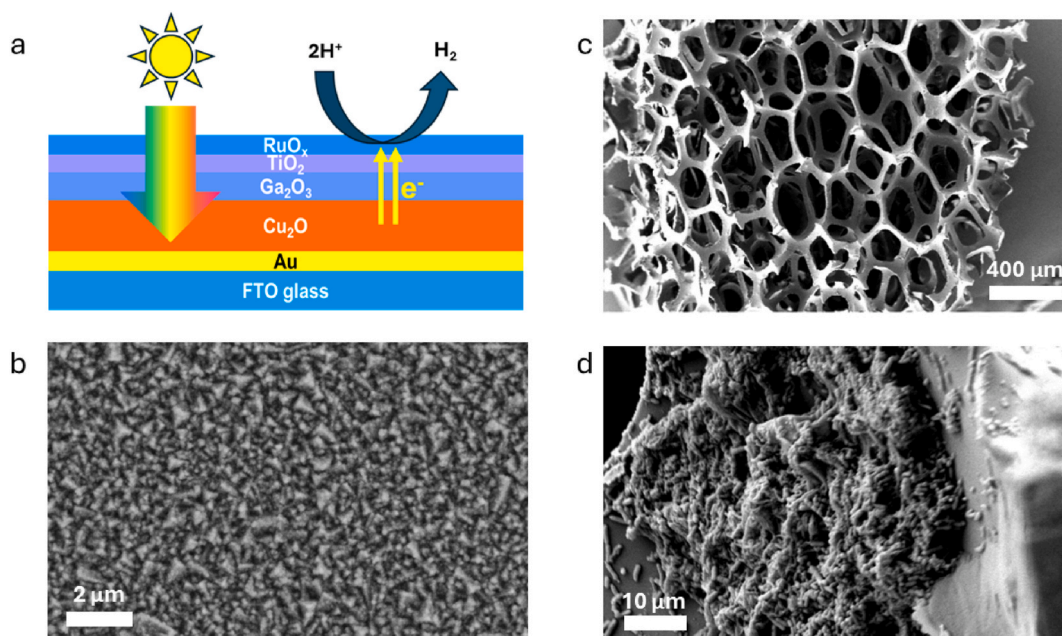 a
2H⁺
H₂
RuOₓ
TiO₂
Ga₂O₃
e⁻
Cu₂O
Au
FTO glass
b
2 μm
c
400 μm
d
10 μm